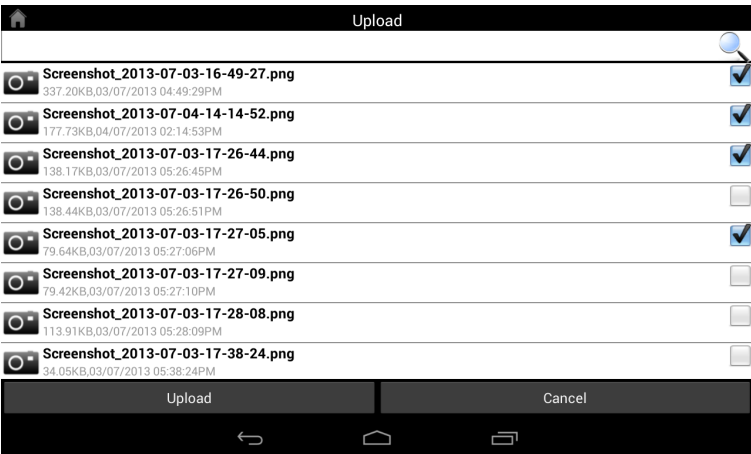 Upload
Screenshot_2013-07-03-16-49-27.png
337.20KB,03/07/2013 04:49:29PM
Screenshot_2013-07-04-14-14-52.png
177.73KB,04/07/2013 02:14:53PM
Screenshot_2013-07-03-17-26-44.png
138.17KB,03/07/2013 05:26:45PM
Screenshot_2013-07-03-17-26-50.png
138.44KB,03/07/2013 05:26:51PM
Screenshot_2013-07-03-17-27-05.png
79.64KB,03/07/2013 05:27:06PM
Screenshot_2013-07-03-17-27-09.png
79.42KB,03/07/2013 05:27:10PM
Screenshot_2013-07-03-17-28-08.png
113.91KB,03/07/2013 05:28:09PM
Screenshot_2013-07-03-17-38-24.png
34.05KB,03/07/2013 05:38:24PM
Upload
Cancel